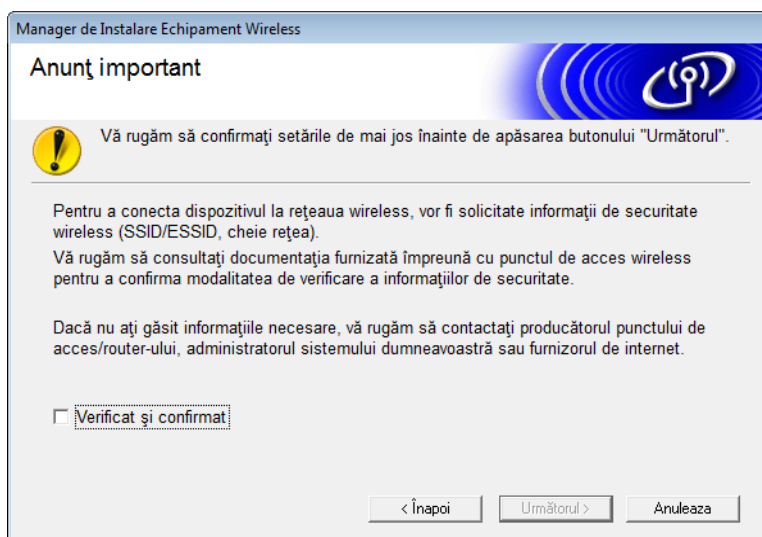 Manager de Instalare Echipament Wireless
Anunţ important
Vă rugăm să confirmaţi setările de mai jos înainte de apăsarea butonului "Următorul".
Pentru a conecta dispozitivul la reţeaua wireless, vor fi solicitate informaţii de securitate
wireless (SSID/ESSID, cheie reţea).
Vă rugăm să consultaţi documentaţia furnizată împreună cu punctul de acces wireless
pentru a confirma modalitatea de verificare a informaţiilor de securitate.
Dacă nu aţi găsit informaţiile necesare, vă rugăm să contactaţi producătorul punctului de
acces/router-ului, administratorul sistemului dumneavoastră sau furnizorul de internet.
Verificat şi confirmat
< Înapoi
Următorul >
Anuleaza